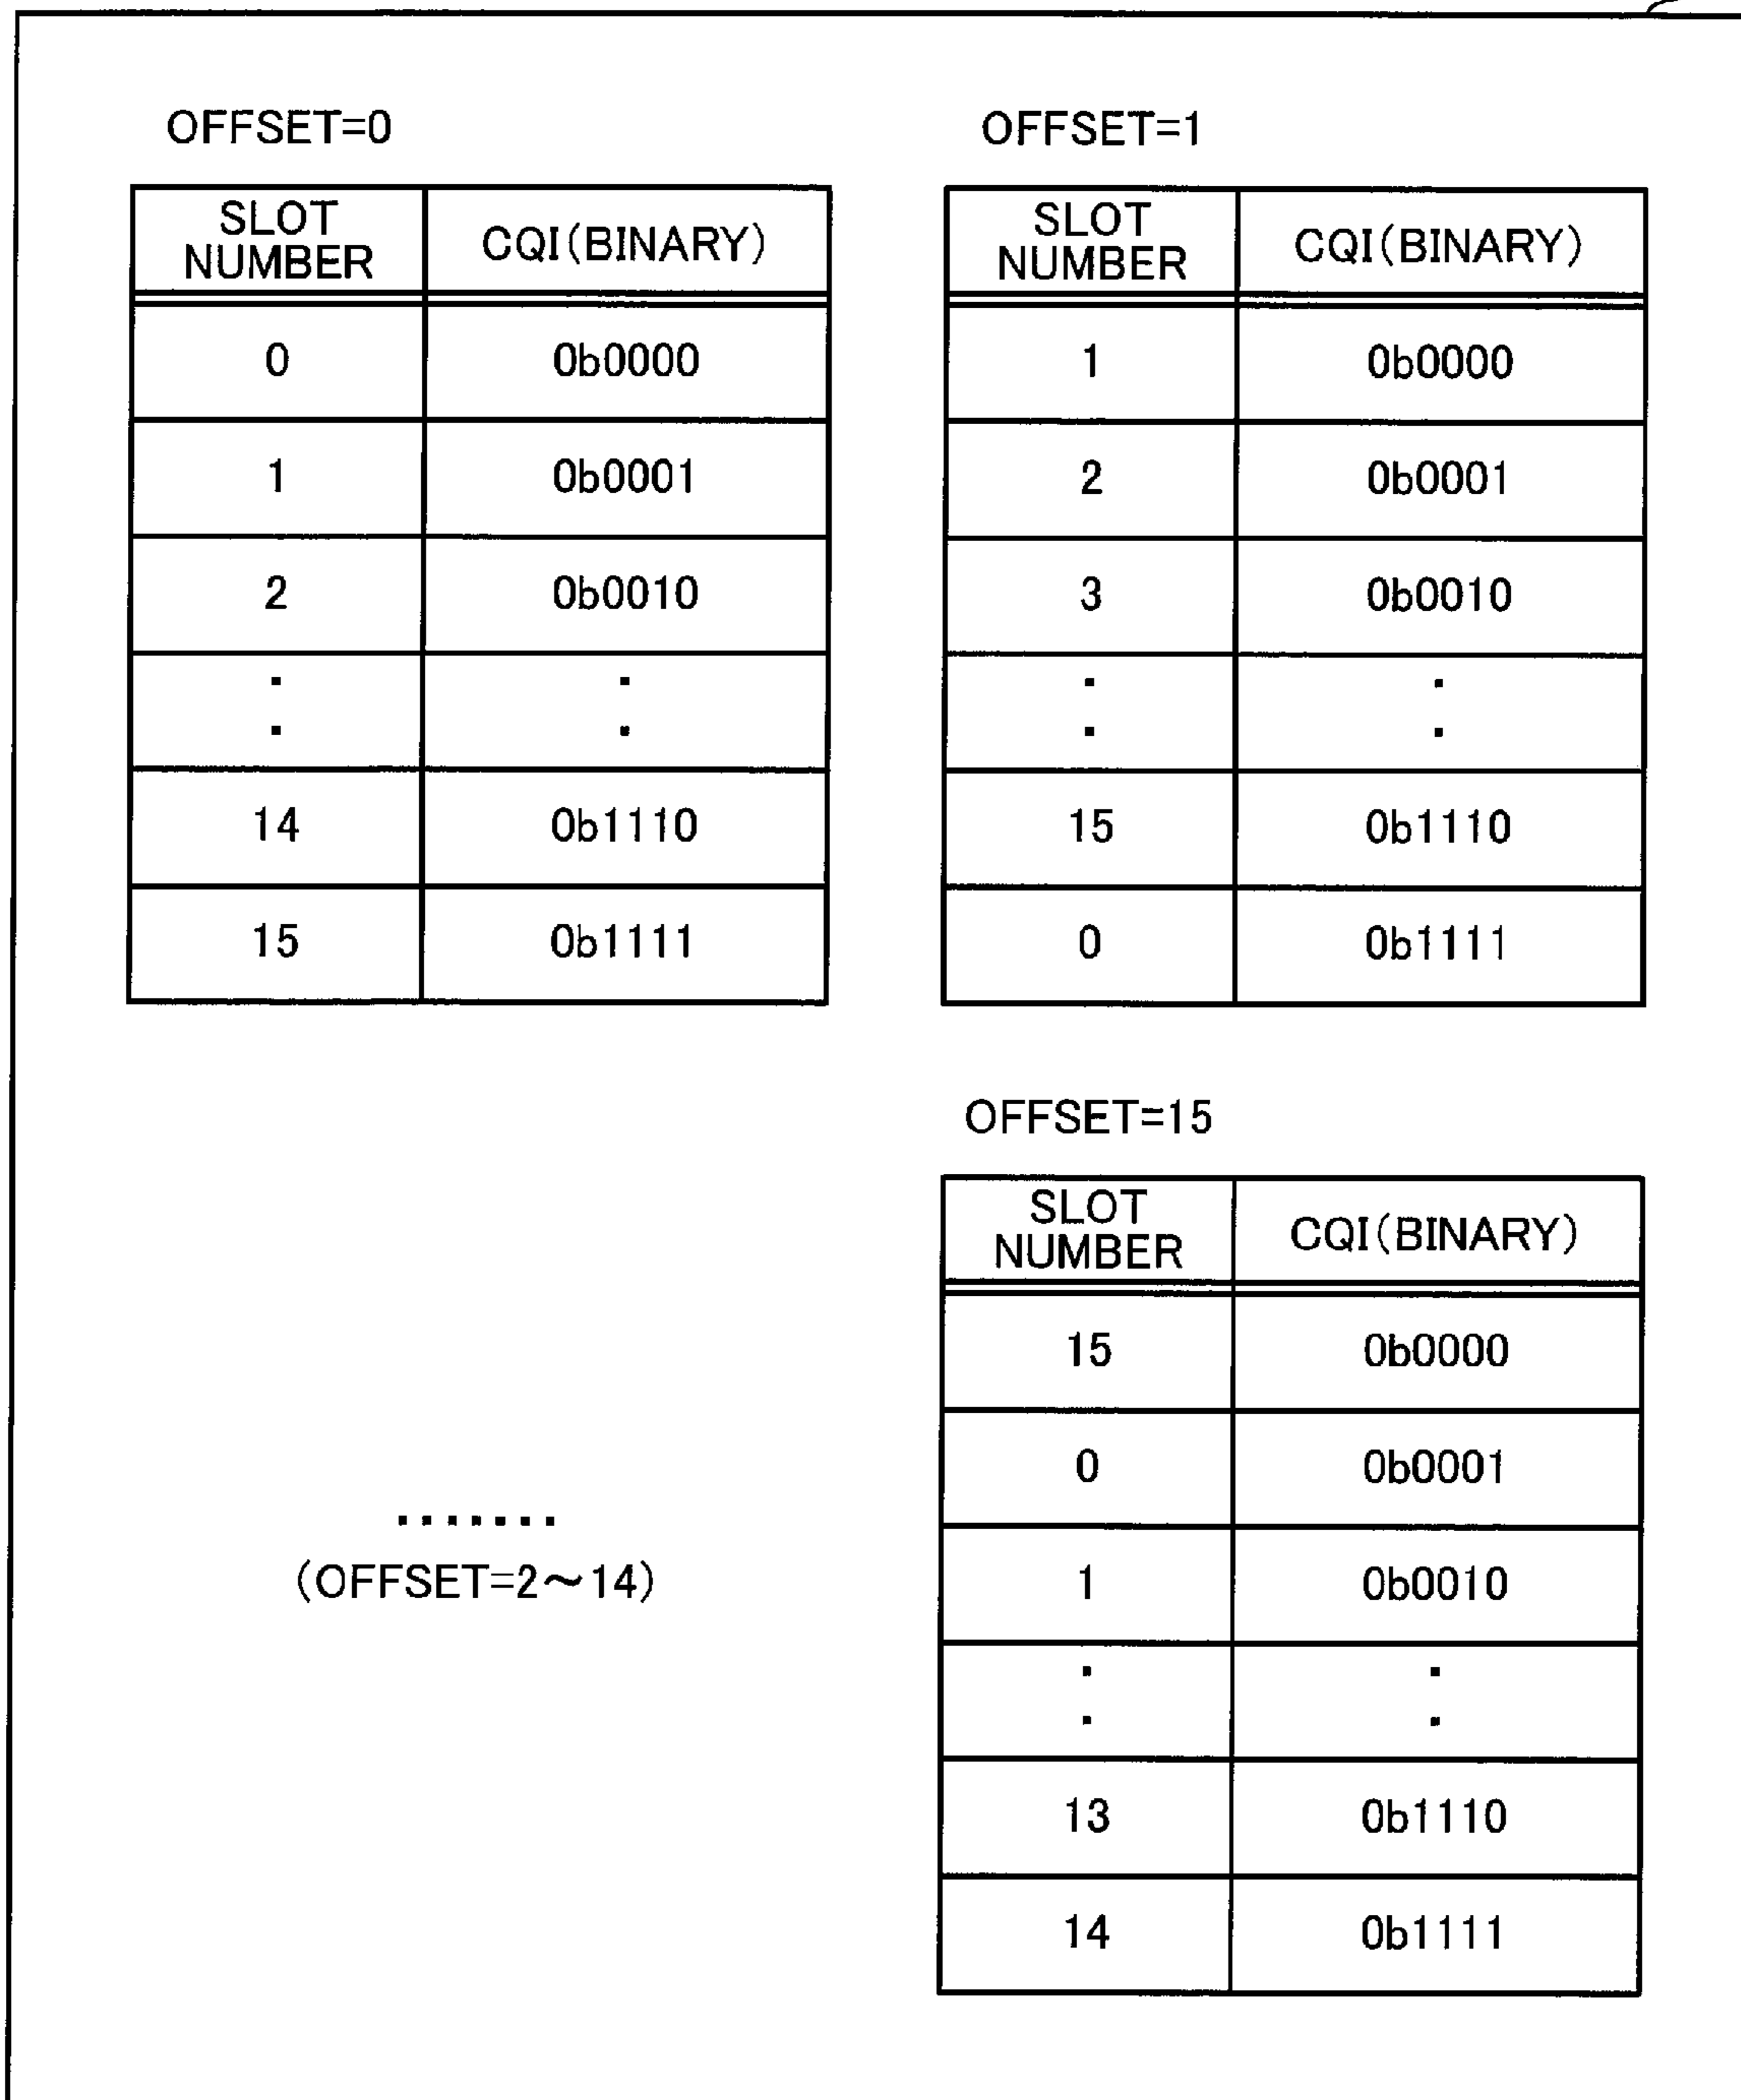 OFFSET=0
SLOT NUMBER CQI(BINARY)
0 0b0000
1 0b0001
2 0b0010
: :
14 0b1110
15 0b1111
OFFSET=1
SLOT NUMBER CQI(BINARY)
1 0b0000
2 0b0001
3 0b0010
: :
15 0b1110
0 0b1111
.......
(OFFSET=2～14)
OFFSET=15
SLOT NUMBER CQI(BINARY)
15 0b0000
0 0b0001
1 0b0010
: :
13 0b1110
14 0b1111